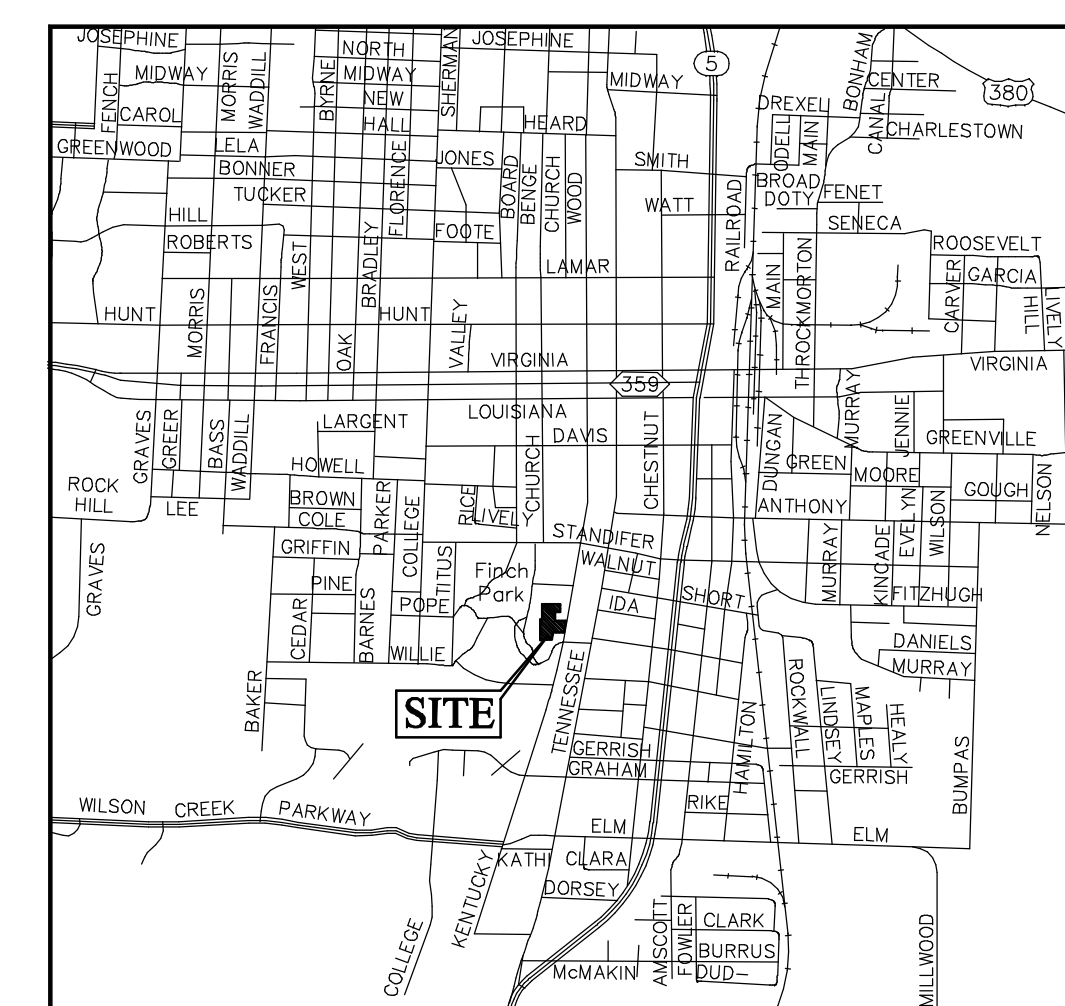 JOSEPHINE
NORTH
SHERMAN
JOSEPHINE
5
BONHAM
CENTER
380
MIDWAY
MORRIS
WADDILL
BYRNE
MIDWAY
MIDWAY
FENCH
CAROL
NEW
HALL
HEARD
DREXEL
ODELL
MAIN
CANAL
CHARLESTOWN
GREENWOOD
LELA
BONNER
TUCKER
FLORENCE
JONES
BOARD
BENGE
CHURCH
WOOD
SMITH
WATT
RAILROAD
BROAD
DOTY
FENET
SENECA
HILL
ROBERTS
WEST
BRADLEY
FOOTE
LAMAR
MAIN
THROCKMORTON
ROOSEVELT
CARVER
GARCIA
HILL
LIVELY
HUNT
MORRIS
FRANCIS
OAK
HUNT
VALLEY
VIRGINIA
359
VIRGINIA
GRAVES
GREER
BASS
WADDILL
LARGENT
LOUISIANA
DAVIS
CHURCH
CHESTNUT
DUNGAN
MURRAY
JENNIE
GREENVILLE
HOWELL
GREEN
MOORE
ROCK
HILL
LEE
BROWN
COLE
PARKER
COLLEGE
RICE
LIVELY
ANTHONY
GOUGH
NELSON
EVELYN
WILSON
GRAVES
GRIFFIN
PINE
CEDAR
BARNES
TITUS
POPE
WILLIE
STANDIFER
WALNUT
Finch
Park
IDA
SHORT
MURRAY
KINCADE
FITZHUGH
DANIELS
MURRAY
BAKER
SITE
TENNESSEE
HAMILTON
ROCKWALL
LINDSEY
MAPLES
HEALY
BUMPAS
GERRISH
GRAHAM
GERRISH
WILSON CREEK PARKWAY
RIKE
ELM
ELM
KATHI
CLARA
DORSEY
KENTUCKY
COLLEGE
AMSCOTT
FOWLER
CLARK
BURRUS
DUD-
McMAKIN
MILLWOOD